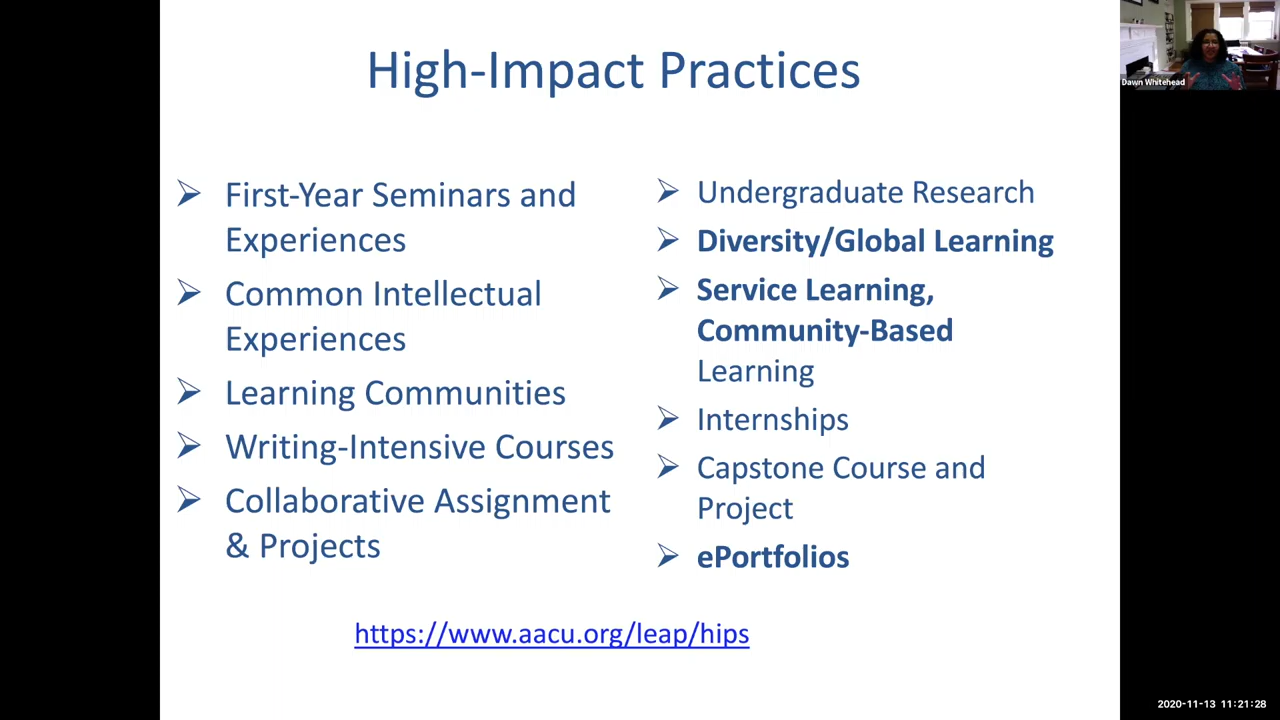 High-Impact Practices
First-Year Seminars and
Experiences
Common Intellectual
Experiences
Learning Communities
Writing-Intensive Courses
Collaborative Assignment
& Projects
Undergraduate Research
Diversity/Global Learning
Service Learning,
Community-Based
Learning
Internships
Capstone Course and
Project
ePortfolios
https://www.aacu.org/leap/hips
Dawn Whitehead
2020-11-13 11:21:28